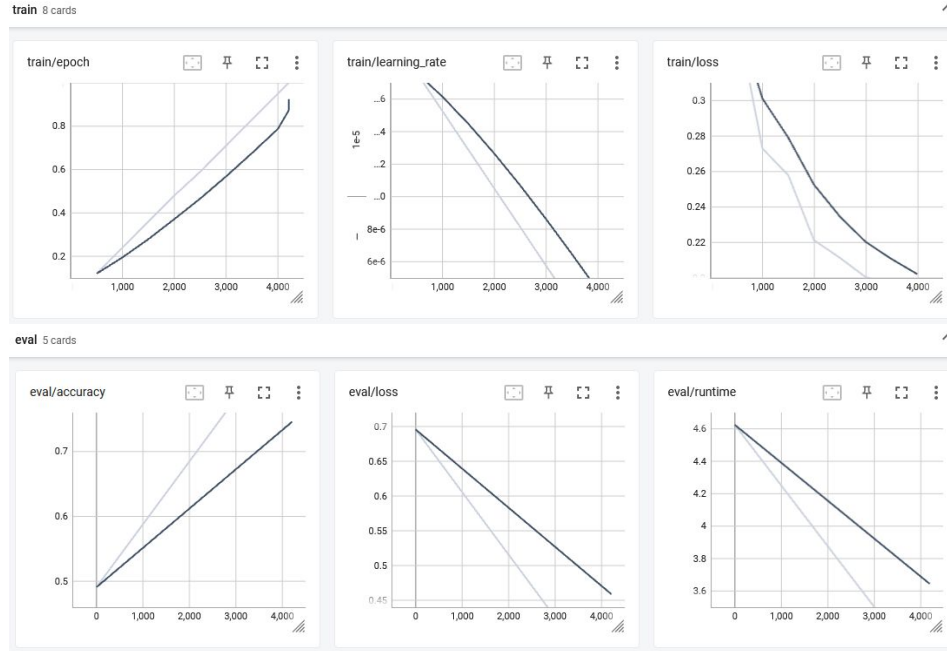 train 8 cards
train/epoch
train/learning_rate
train/loss
0.8
0.6
0.4
0.2
1,000 2,000 3,000 4,000
1e-5
...6
...4
...2
...0
8e-6
6e-6
1,000 2,000 3,000 4,000
0.3
0.28
0.26
0.24
0.22
1,000 2,000 3,000 4,000
eval 5 cards
eval/accuracy
eval/loss
eval/runtime
0.7
0.6
0.5
0 1,000 2,000 3,000 4,000
0.7
0.65
0.6
0.55
0.5
0.45
0 1,000 2,000 3,000 4,000
4.6
4.4
4.2
4
3.8
3.6
0 1,000 2,000 3,000 4,000